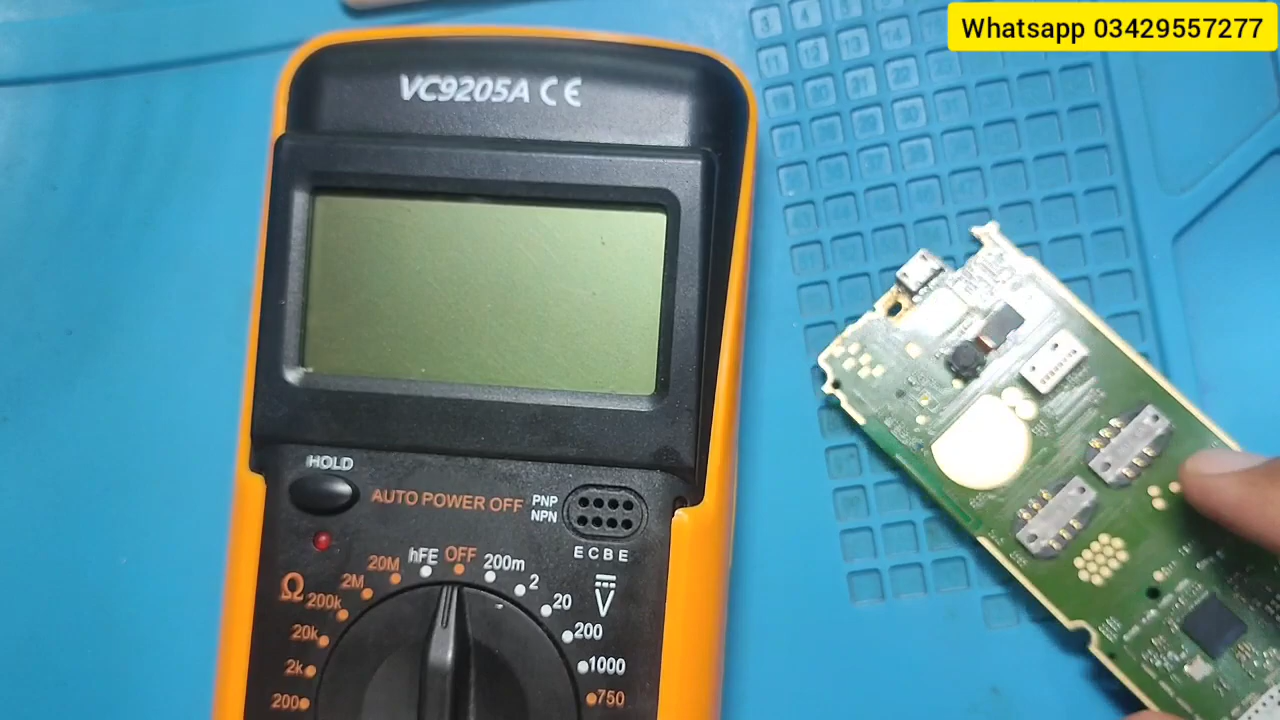 Whatsapp 03429557277
VC9205A CE
HOLD
AUTO POWER OFF
PNP
NPN
E C B E
hFE
OFF
200m
2
20
200
1000
750
V
Ω
20M
2M
200k
20k
2k
200